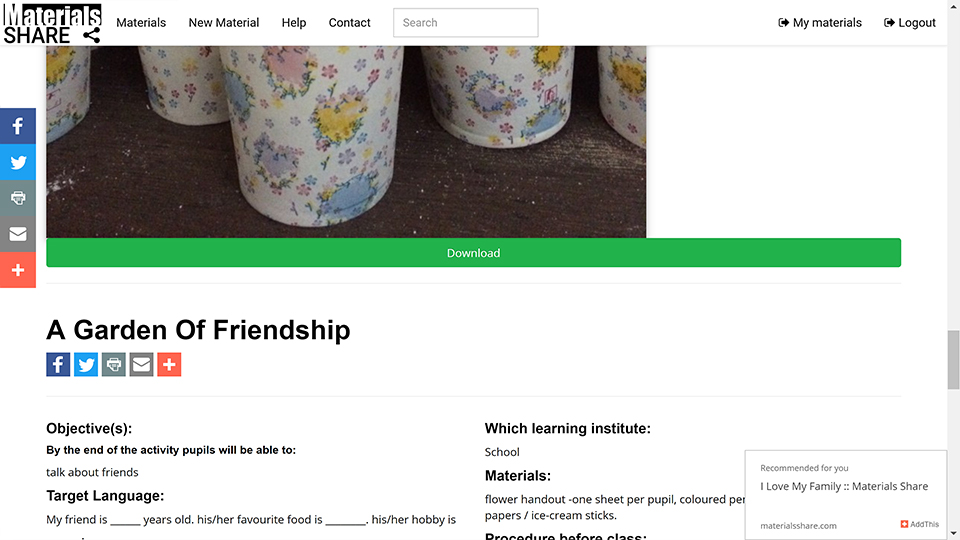 Materials
SHARE
Materials
New Material
Help
Contact
Search
My materials
Logout
Download
A Garden Of Friendship
Objective(s):
By the end of the activity pupils will be able to:
talk about friends
Target Language:
My friend is ______ years old. his/her favourite food is ________. his/her hobby is
Which learning institute:
School
Materials:
flower handout -one sheet per pupil, coloured per
papers / ice-cream sticks.
Procedure before class:
Recommended for you
I Love My Family :: Materials Share
materialsshare.com
AddThis